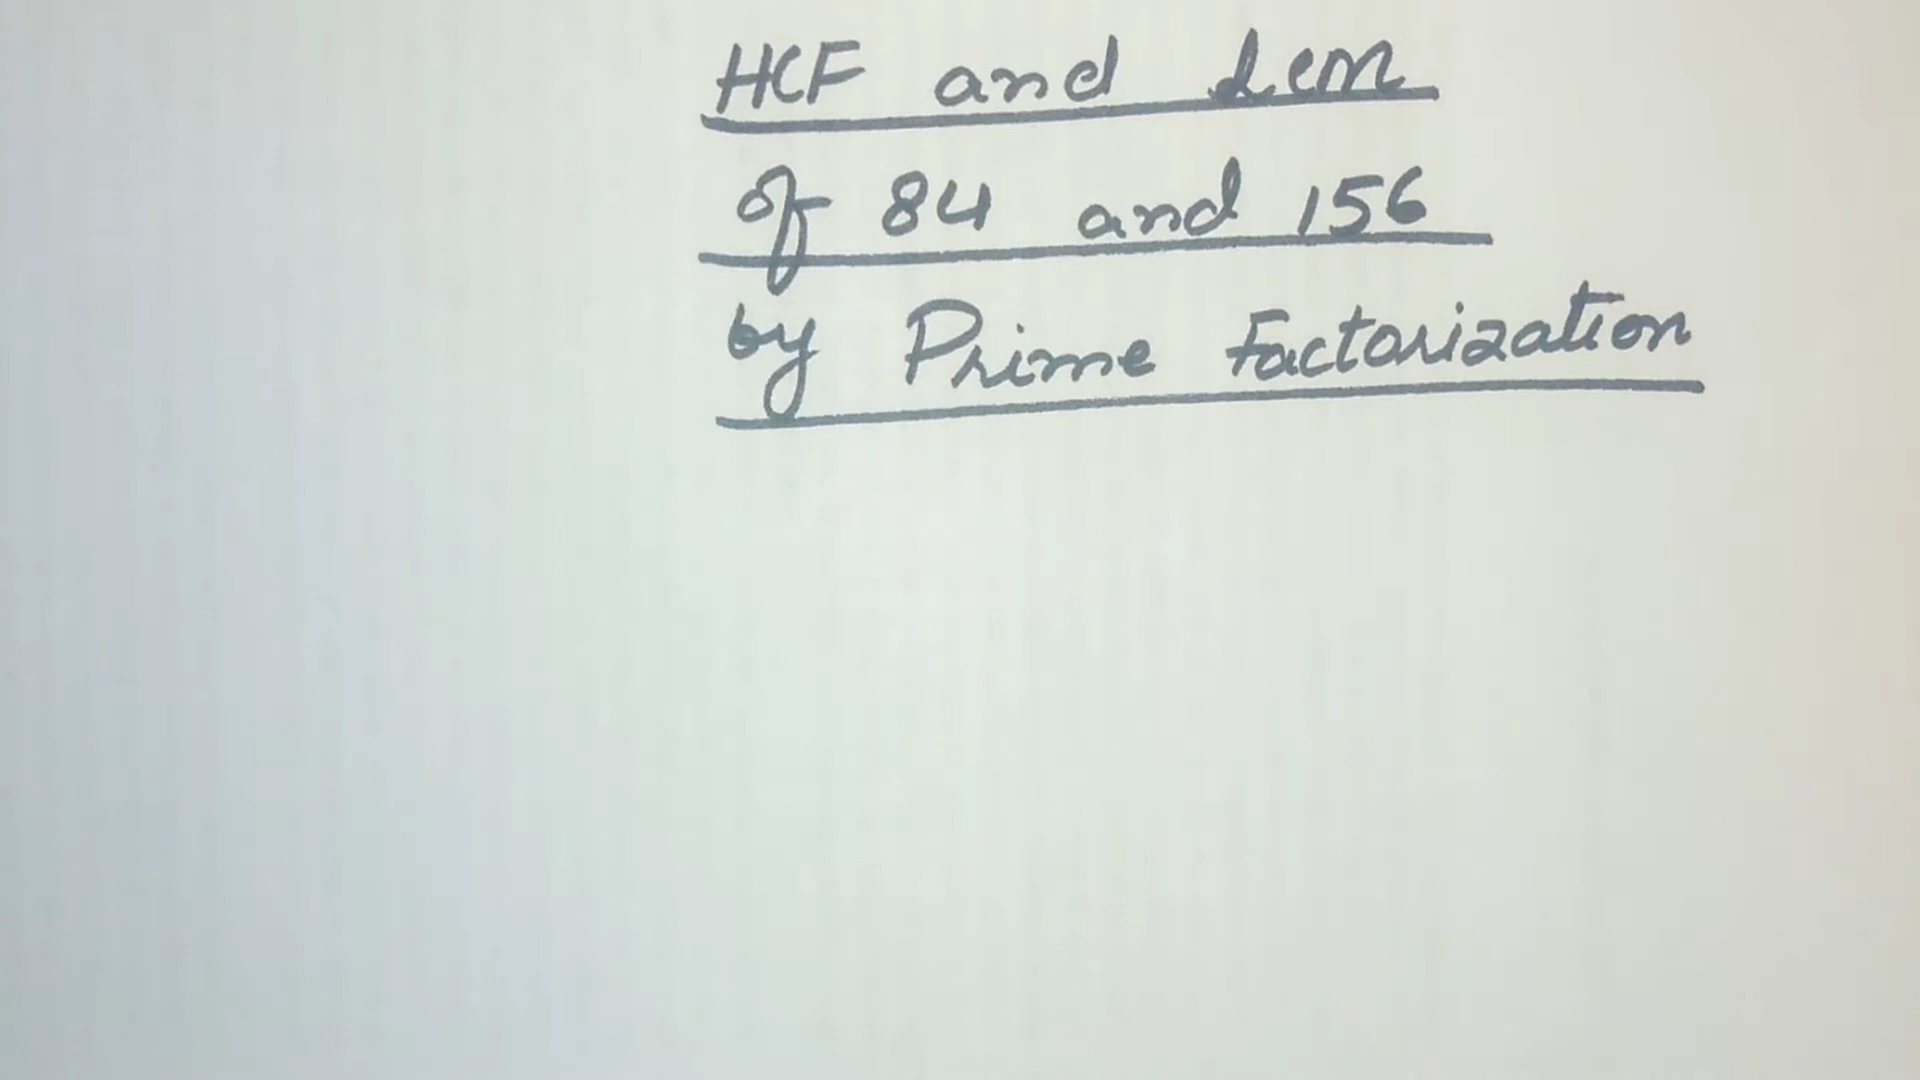 HCF and LCM
of 84 and 156
by Prime Factorization